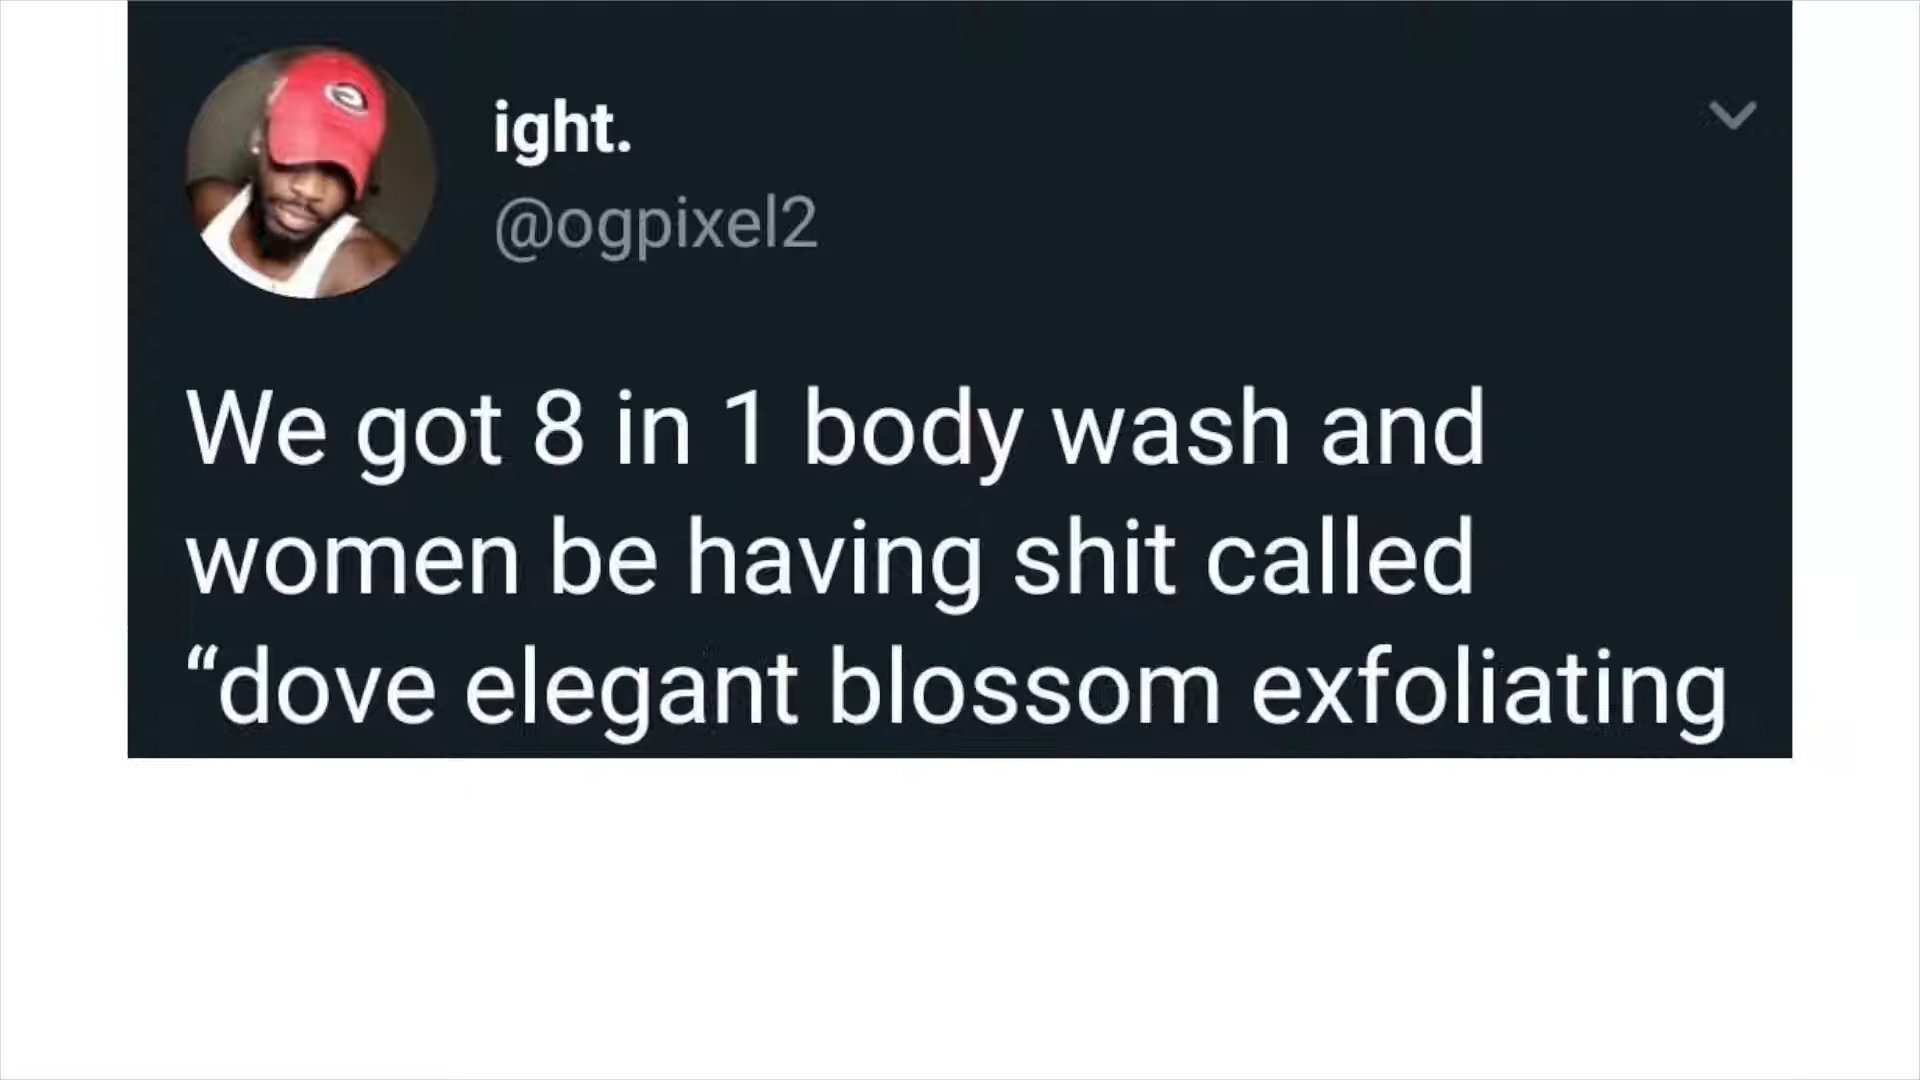 ight.
@ogpixel2
We got 8 in 1 body wash and
women be having shit called
“dove elegant blossom exfoliating